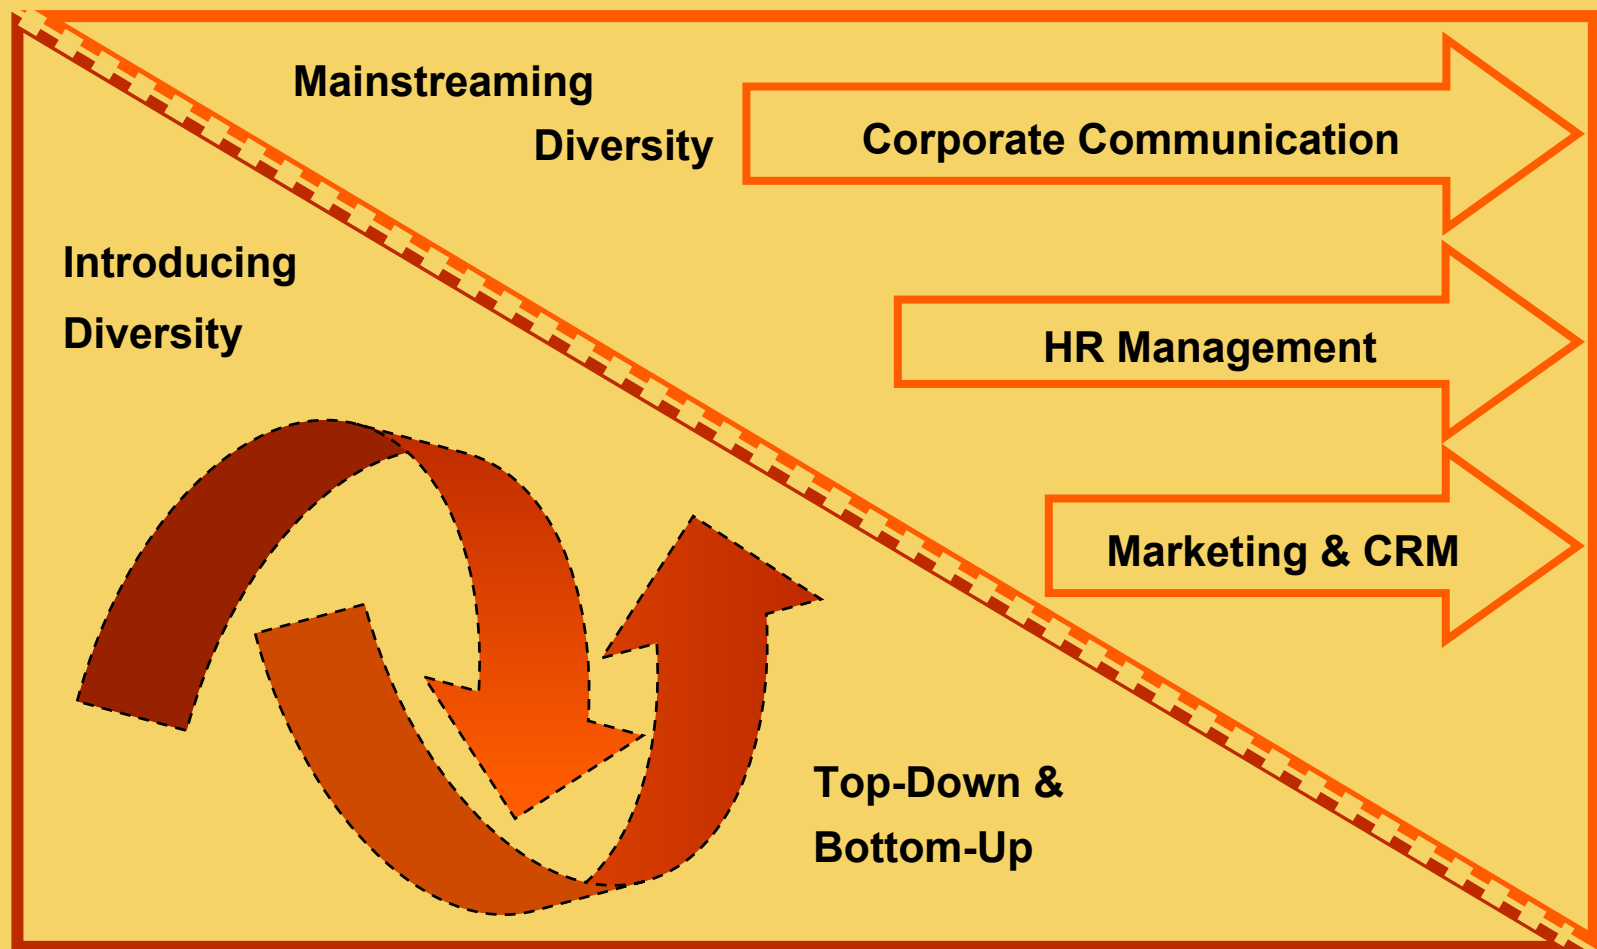 Mainstreaming
Diversity
Corporate Communication
Introducing
Diversity
HR Management
Marketing & CRM
Top-Down &
Bottom-Up